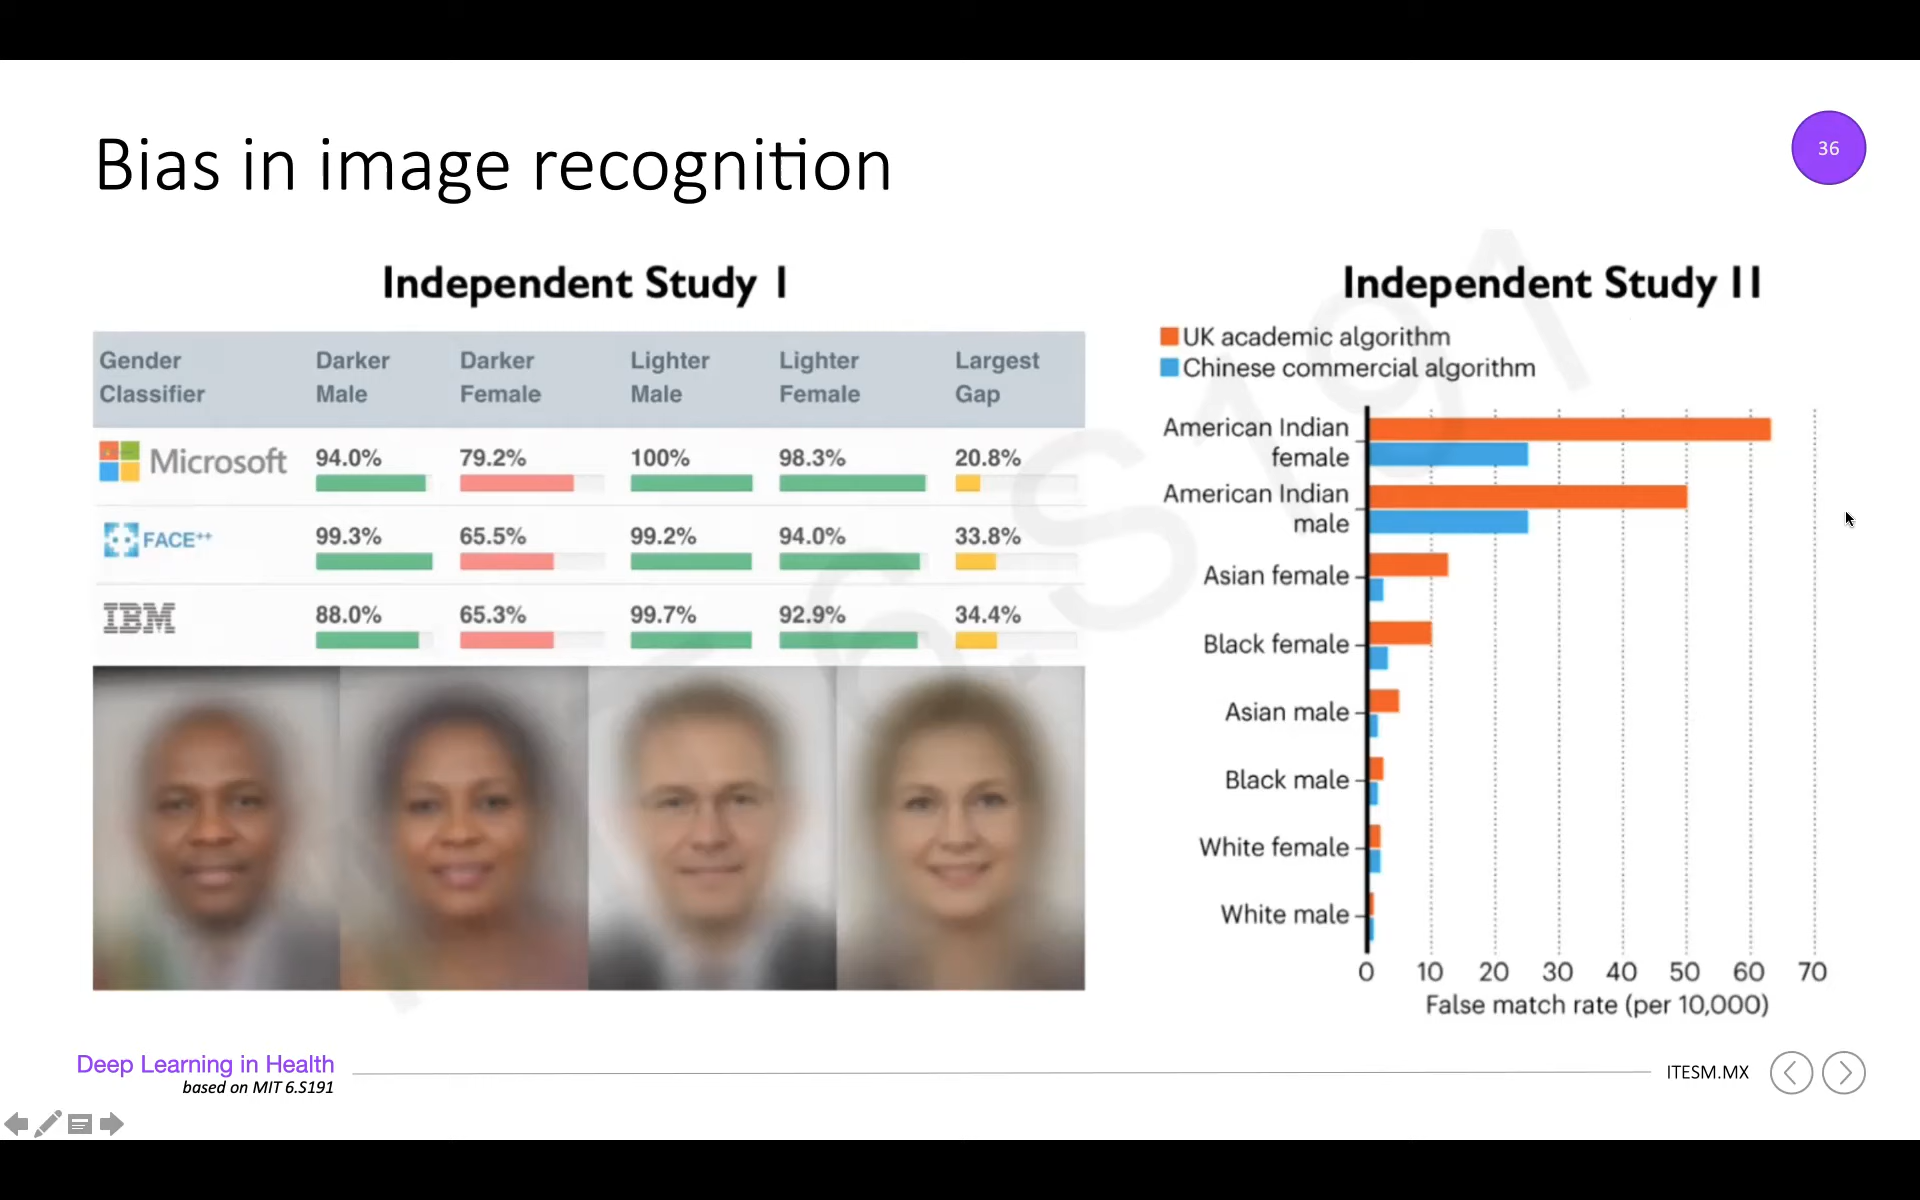 Bias in image recognition
36
Independent Study I
Gender Classifier
Darker Male
Darker Female
Lighter Male
Lighter Female
Largest Gap
Microsoft 94.0% 79.2% 100% 98.3% 20.8%
FACE++ 99.3% 65.5% 99.2% 94.0% 33.8%
IBM 88.0% 65.3% 99.7% 92.9% 34.4%
Independent Study II
UK academic algorithm
Chinese commercial algorithm
American Indian
female
American Indian
male
Asian female
Black female
Asian male
Black male
White female
White male
0 10 20 30 40 50 60 70
False match rate (per 10,000)
6.S191
Deep Learning in Health
based on MIT 6.S191
ITESM.MX